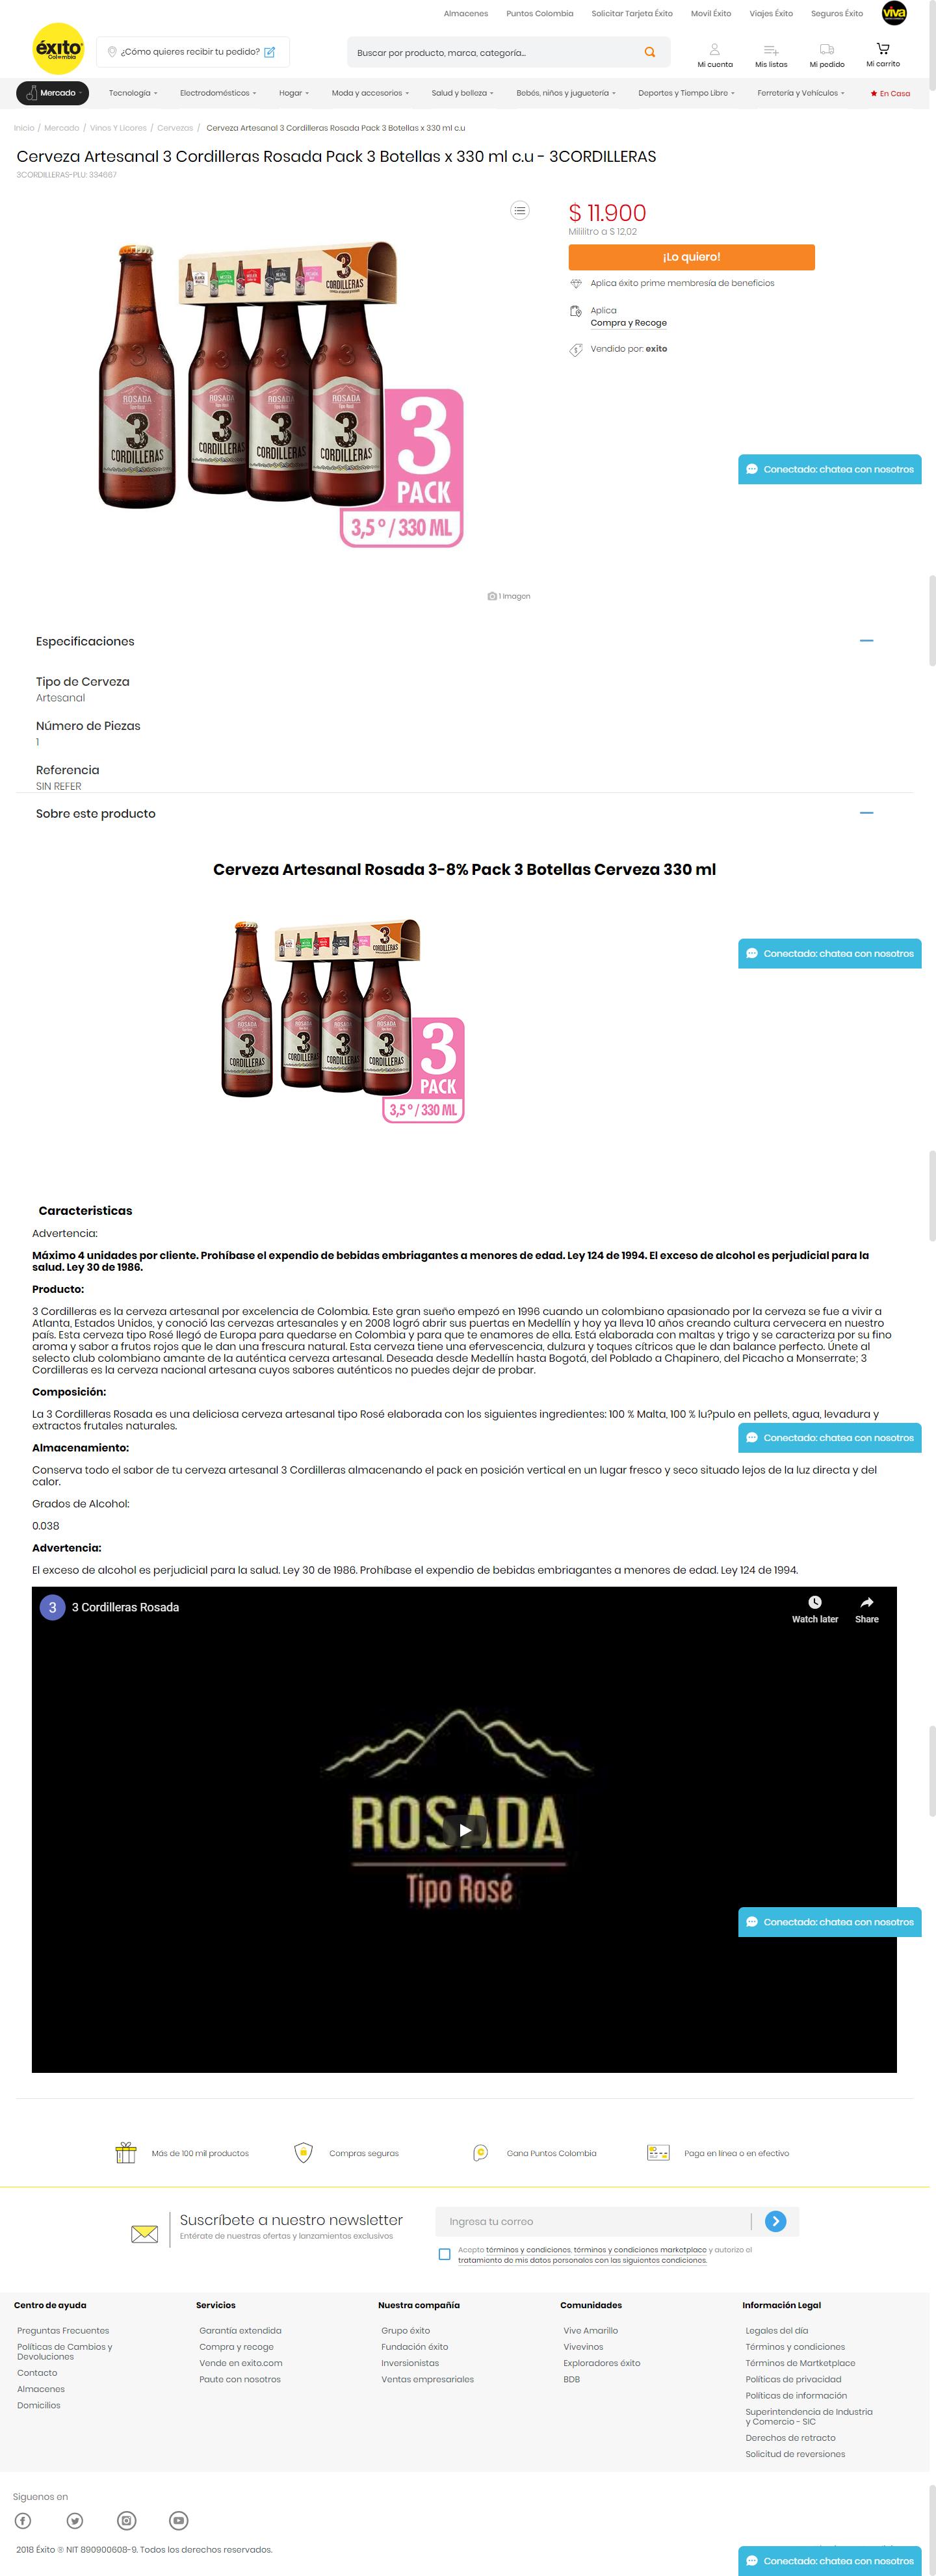 Almacenes Puntos Colombia Solicitar Tarjeta Éxito Movil Éxito Viajes Éxito Seguros Éxito viva
éxito
Colombia
¿Cómo quieres recibir tu pedido?
Buscar por producto, marca, categoría...
Mi cuenta Mis listas Mi pedido Mi carrito
Mercado Tecnología Electrodomésticos Hogar Moda y accesorios Salud y belleza Bebés, niños y juguetería Deportes y Tiempo Libre Ferretería y Vehículos En Casa
Inicio / Mercado / Vinos Y Licores / Cervezas / Cerveza Artesanal 3 Cordilleras Rosada Pack 3 Botellas x 330 ml c.u
Cerveza Artesanal 3 Cordilleras Rosada Pack 3 Botellas x 330 ml c.u - 3CORDILLERAS
3CORDILLERAS-PLU: 334667
$ 11.900
Mililitro a $ 12.02
¡Lo quiero!
Aplica éxito prime membresía de beneficios
Aplica
Compra y Recoge
Vendido por: exito
3
CORDILLERAS
ROSADA
Tipo Rosé
3
CORDILLERAS
ROSADA
3
CORDILLERAS
ROSADA
3
CORDILLERAS
ROSADA
3
CORDILLERAS
3
PACK
3,5 º / 330 ML
Conectado: chatea con nosotros
1 Imagen
Especificaciones
Tipo de Cerveza
Artesanal
Número de Piezas
1
Referencia
SIN REFER
Sobre este producto
Cerveza Artesanal Rosada 3-8% Pack 3 Botellas Cerveza 330 ml
3
CORDILLERAS
ROSADA
3
CORDILLERAS
3
CORDILLERAS
3
CORDILLERAS
3
CORDILLERAS
3
PACK
3,5 º / 330 ML
Conectado: chatea con nosotros
Caracteristicas
Advertencia:
Máximo 4 unidades por cliente. Prohíbase el expendio de bebidas embriagantes a menores de edad. Ley 124 de 1994. El exceso de alcohol es perjudicial para la
salud. Ley 30 de 1986.
Producto:
3 Cordilleras es la cerveza artesanal por excelencia de Colombia. Este gran sueño empezó en 1996 cuando un colombiano apasionado por la cerveza se fue a vivir a
Atlanta, Estados Unidos, y conoció las cervezas artesanales y en 2008 logró abrir sus puertas en Medellín y hoy ya lleva 10 años creando cultura cervecera en nuestro
país. Esta cerveza tipo Rosé llegó de Europa para quedarse en Colombia y para que te enamores de ella. Está elaborada con maltas y trigo y se caracteriza por su fino
aroma y sabor a frutos rojos que le dan una frescura natural. Esta cerveza tiene una efervescencia, dulzura y toques cítricos que le dan balance perfecto. Únete al
selecto club colombiano amante de la auténtica cerveza artesanal. Deseada desde Medellín hasta Bogotá, del Poblado a Chapinero, del Picacho a Monserrate; 3
Cordilleras es la cerveza nacional artesana cuyos sabores auténticos no puedes dejar de probar.
Composición:
La 3 Cordilleras Rosada es una deliciosa cerveza artesanal tipo Rosé elaborada con los siguientes ingredientes: 100 % Malta, 100 % lu?pulo en pellets, agua, levadura y
extractos frutales naturales.
Conectado: chatea con nosotros
Almacenamiento:
Conserva todo el sabor de tu cerveza artesanal 3 Cordilleras almacenando el pack en posición vertical en un lugar fresco y seco situado lejos de la luz directa y del
calor.
Grados de Alcohol:
0.038
Advertencia:
El exceso de alcohol es perjudicial para la salud. Ley 30 de 1986. Prohíbase el expendio de bebidas embriagantes a menores de edad. Ley 124 de 1994.
3 3 Cordilleras Rosada
Watch later Share
ROSADA
Tipo Rosé
Conectado: chatea con nosotros
Más de 100 mil productos Compras seguras Gana Puntos Colombia Paga en línea o en efectivo
Suscríbete a nuestro newsletter
Entérate de nuestras ofertas y lanzamientos exclusivos
Ingresa tu correo
Acepto términos y condiciones, términos y condiciones marketplace y autorizo el
tratamiento de mis datos personales con las siguientes condiciones.
Centro de ayuda
Preguntas Frecuentes
Políticas de Cambios y
Devoluciones
Contacto
Almacenes
Domicilios
Servicios
Garantía extendida
Compra y recoge
Vende en exito.com
Paute con nosotros
Nuestra compañía
Grupo éxito
Fundación éxito
Inversionistas
Ventas empresariales
Comunidades
Vive Amarillo
Vivevinos
Exploradores éxito
BDB
Información Legal
Legales del día
Términos y condiciones
Términos de Martketplace
Políticas de privacidad
Políticas de información
Superintendencia de Industria
y Comercio - SIC
Derechos de retracto
Solicitud de reversiones
Síguenos en
2018 Éxito ® NIT 890900608-9. Todos los derechos reservados.
Conectado: chatea con nosotros